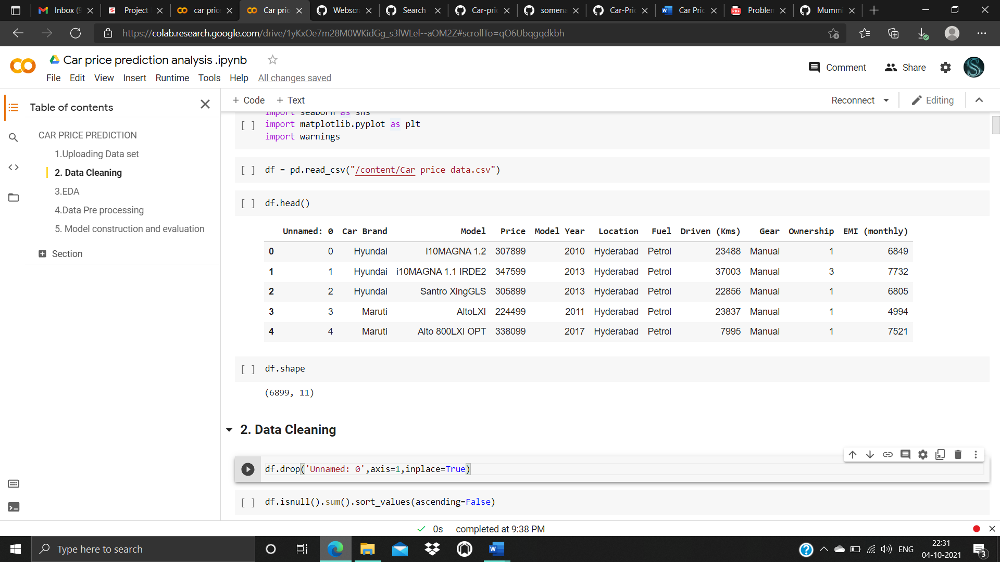 Inbox (9
Project
car price
Car pric
Webscra
Search
Car-pric
somena
Car-Pric
Car Pric
Problem
Mummi
https://colab.research.google.com/drive/1yKxOe7m28M0WKidGg_s3lWLel--aOM2Z#scrollTo=qO6Ubqgqdkbh
Car price prediction analysis .ipynb
File Edit View Insert Runtime Tools Help All changes saved
Comment Share
Table of contents
+ Code + Text
Reconnect Editing
CAR PRICE PREDICTION
1.Uploading Data set
2. Data Cleaning
3.EDA
4.Data Pre processing
5. Model construction and evaluation
Section
import seaborn as sns
[ ] import matplotlib.pyplot as plt
import warnings
[ ] df = pd.read_csv("/content/Car price data.csv")
[ ] df.head()
Unnamed: 0 Car Brand Model Price Model Year Location Fuel Driven (Kms) Gear Ownership EMI (monthly)
0 0 Hyundai i10MAGNA 1.2 307899 2010 Hyderabad Petrol 23488 Manual 1 6849
1 1 Hyundai i10MAGNA 1.1 IRDE2 347599 2013 Hyderabad Petrol 37003 Manual 3 7732
2 2 Hyundai Santro XingGLS 305899 2013 Hyderabad Petrol 22856 Manual 1 6805
3 3 Maruti AltoLXI 224499 2011 Hyderabad Petrol 23837 Manual 1 4994
4 4 Maruti Alto 800LXI OPT 338099 2017 Hyderabad Petrol 7995 Manual 1 7521
[ ] df.shape
(6899, 11)
2. Data Cleaning
df.drop('Unnamed: 0',axis=1,inplace=True)
[ ] df.isnull().sum().sort_values(ascending=False)
0s completed at 9:38 PM
Type here to search
ENG
22:31
04-10-2021
3